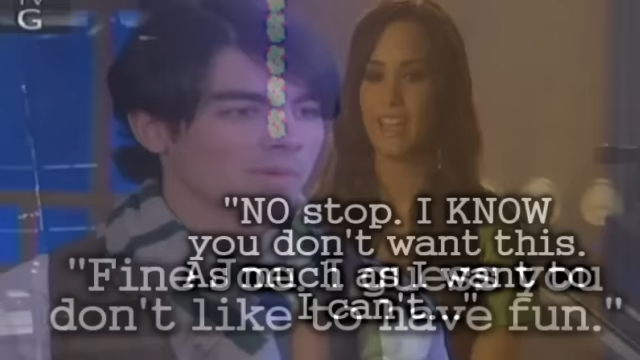 G
"NO stop. I KNOW
you don't want this.
As much as I want to
I can't..."
"Fine I guess you
don't like to have fun."